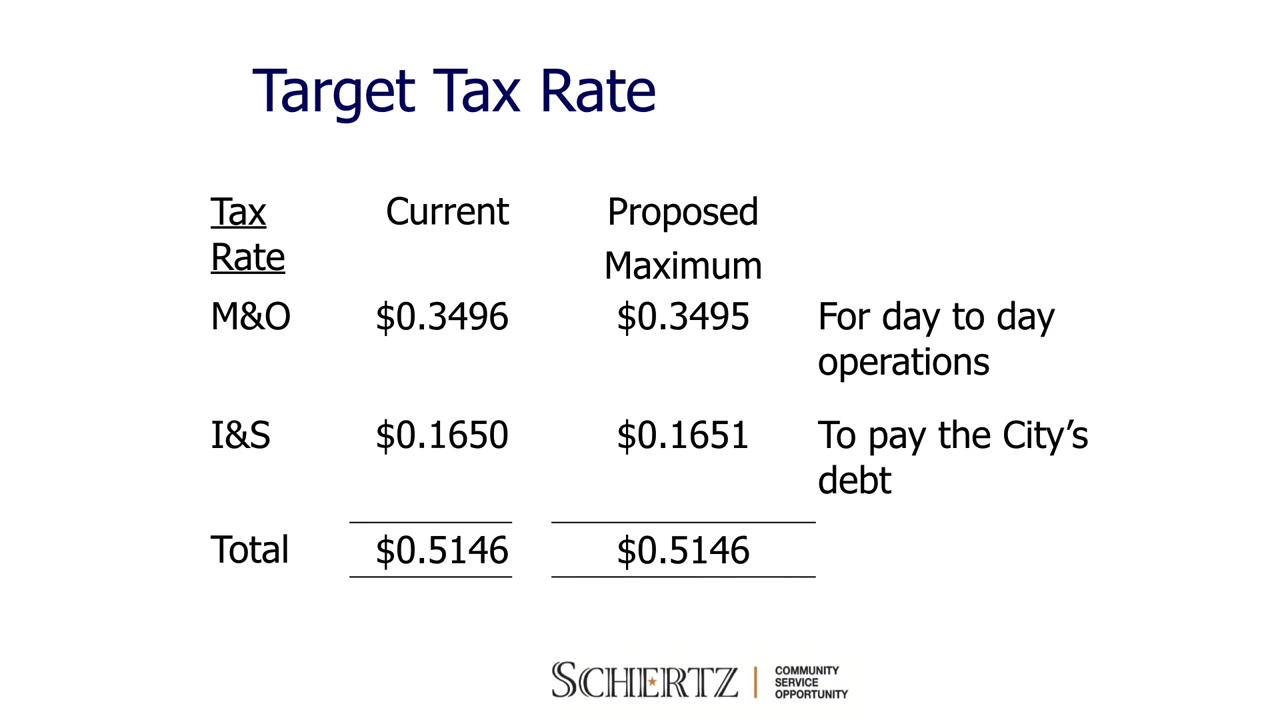 Target Tax Rate
Tax Rate Current Proposed Maximum
M&O $0.3496 $0.3495 For day to day operations
I&S $0.1650 $0.1651 To pay the City’s debt
Total $0.5146 $0.5146
SCHERTZ
COMMUNITY
SERVICE
OPPORTUNITY